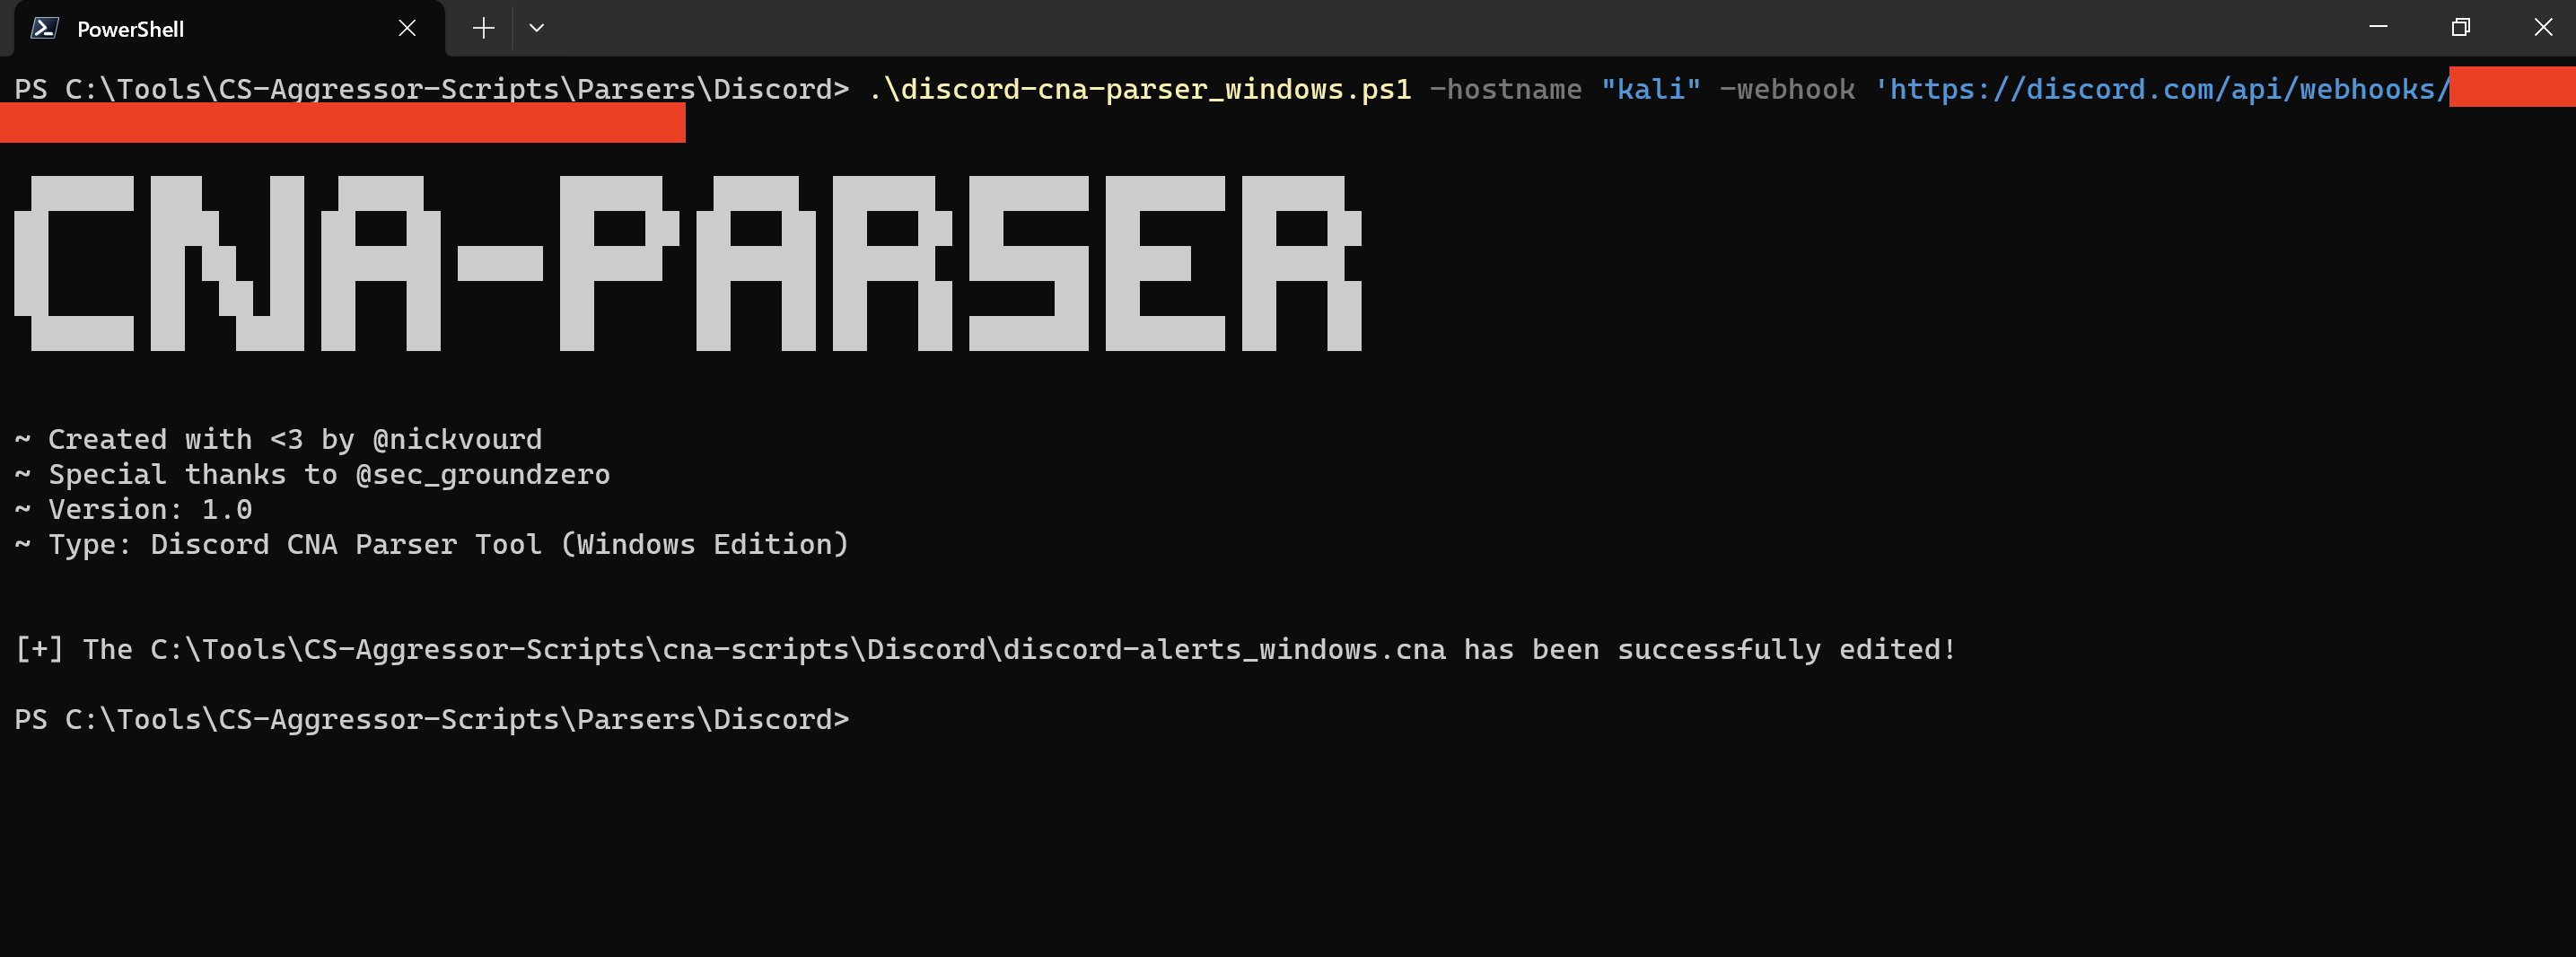 PowerShell
PS C:\Tools\CS-Aggressor-Scripts\Parsers\Discord> .\discord-cna-parser_windows.ps1 -hostname "kali" -webhook 'https://discord.com/api/webhooks/
CNA-PARSER
~ Created with <3 by @nickvourd
~ Special thanks to @sec_groundzero
~ Version: 1.0
~ Type: Discord CNA Parser Tool (Windows Edition)
[+] The C:\Tools\CS-Aggressor-Scripts\cna-scripts\Discord\discord-alerts_windows.cna has been successfully edited!
PS C:\Tools\CS-Aggressor-Scripts\Parsers\Discord>